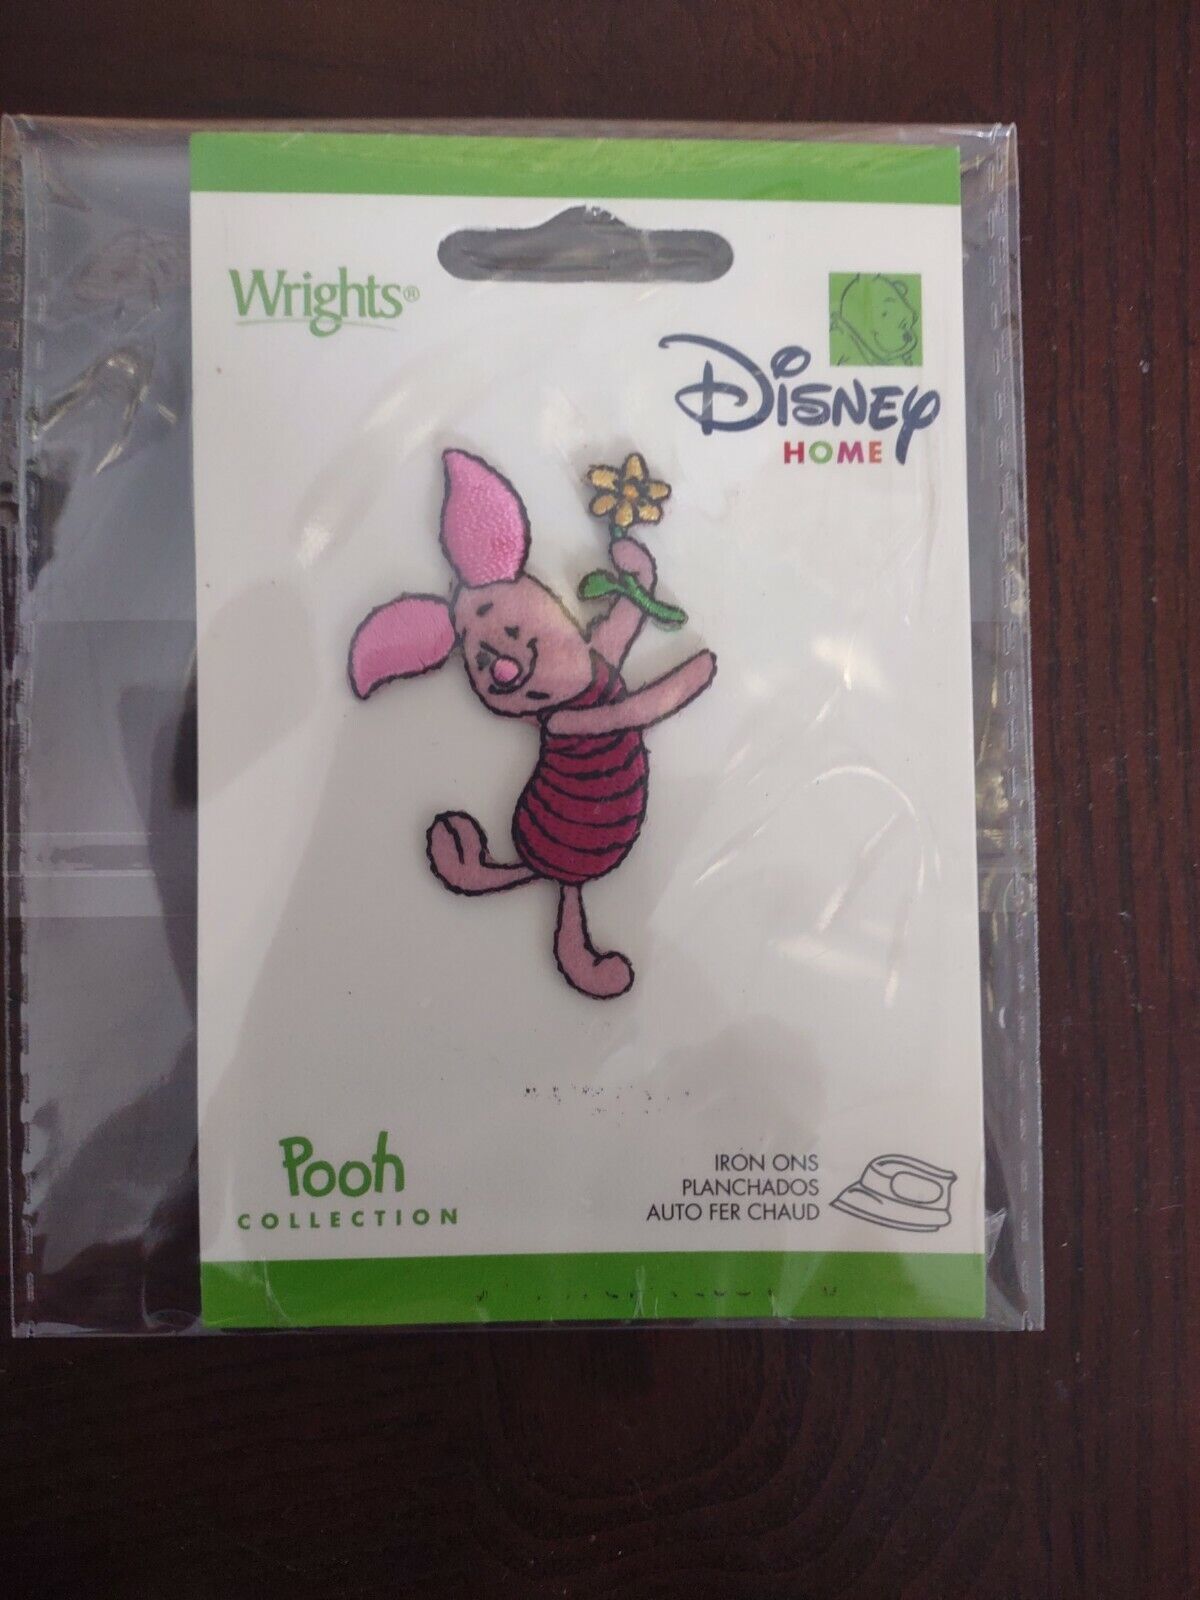 Wrights®
Disney
HOME
Pooh
COLLECTION
IRON ONS
PLANCHADOS
AUTO FER CHAUD